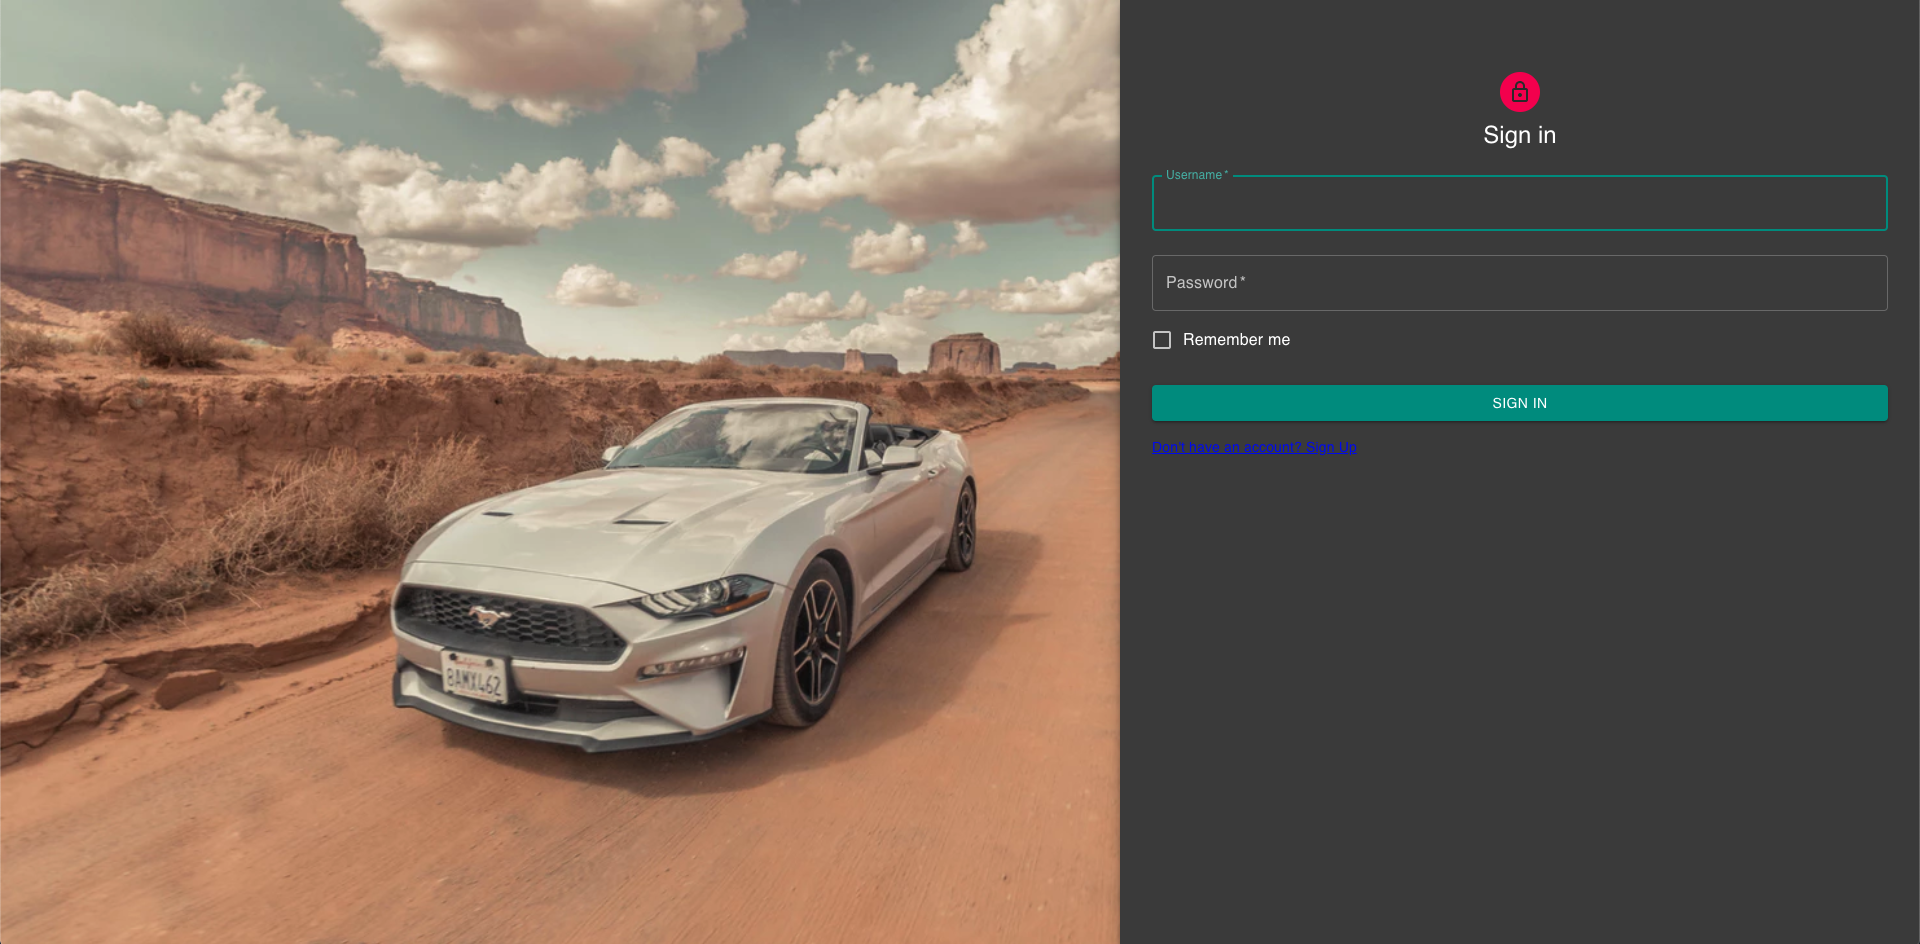 Sign in
Username *
Password *
Remember me
SIGN IN
Don't have an account? Sign Up
8AMX462